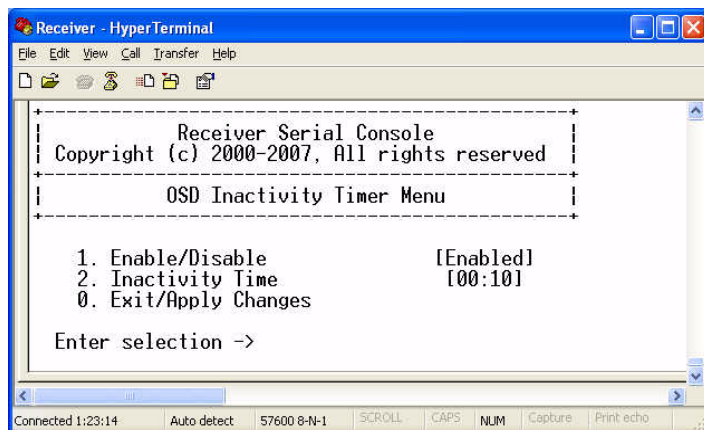 Receiver - HyperTerminal
File Edit View Call Transfer Help
Receiver Serial Console
Copyright (c) 2000-2007, All rights reserved
OSD Inactivity Timer Menu
1. Enable/Disable [Enabled]
2. Inactivity Time [00:10]
0. Exit/Apply Changes
Enter selection ->
Connected 1:23:14 Auto detect 57600 8-N-1 SCROLL CAPS NUM Capture Print echo